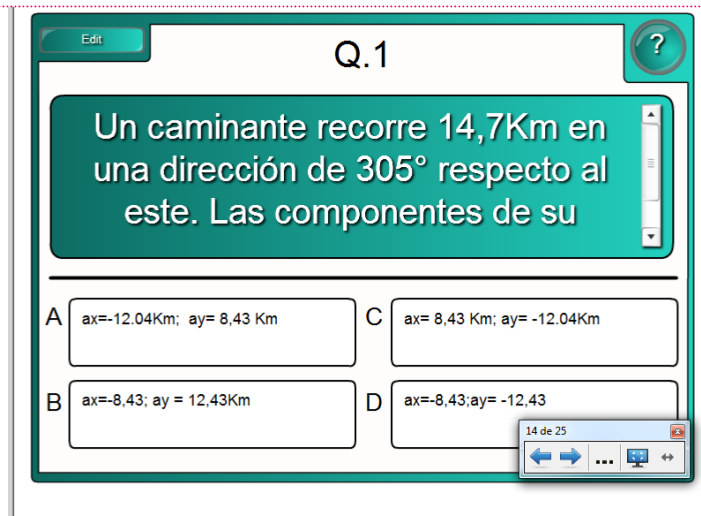 Edit
Q.1
?
Un caminante recorre 14,7Km en
una dirección de 305° respecto al
este. Las componentes de su
A
ax=-12.04Km;  ay= 8,43 Km
C
ax= 8,43 Km; ay= -12.04Km
B
ax=-8,43; ay = 12,43Km
D
ax=-8,43;ay= -12,43
14 de 25
...